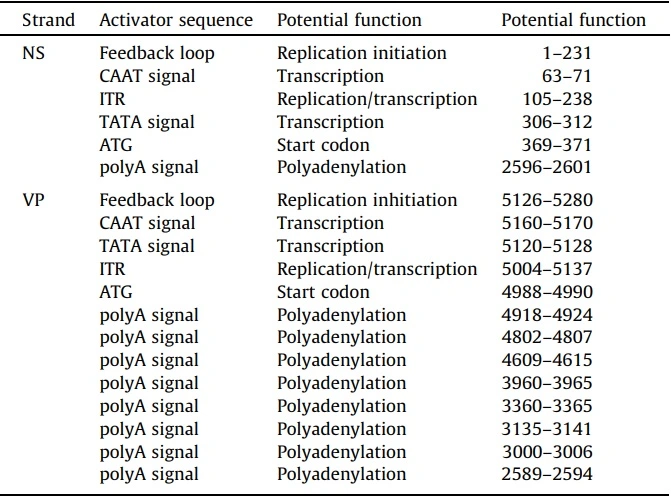 Strand Activator sequence Potential function Potential function
NS Feedback loop Replication initiation 1–231
CAAT signal Transcription 63–71
ITR Replication/transcription 105–238
TATA signal Transcription 306–312
ATG Start codon 369–371
polyA signal Polyadenylation 2596–2601
VP Feedback loop Replication inhitiation 5126–5280
CAAT signal Transcription 5160–5170
TATA signal Transcription 5120–5128
ITR Replication/transcription 5004–5137
ATG Start codon 4988–4990
polyA signal Polyadenylation 4918–4924
polyA signal Polyadenylation 4802–4807
polyA signal Polyadenylation 4609–4615
polyA signal Polyadenylation 3960–3965
polyA signal Polyadenylation 3360–3365
polyA signal Polyadenylation 3135–3141
polyA signal Polyadenylation 3000–3006
polyA signal Polyadenylation 2589–2594